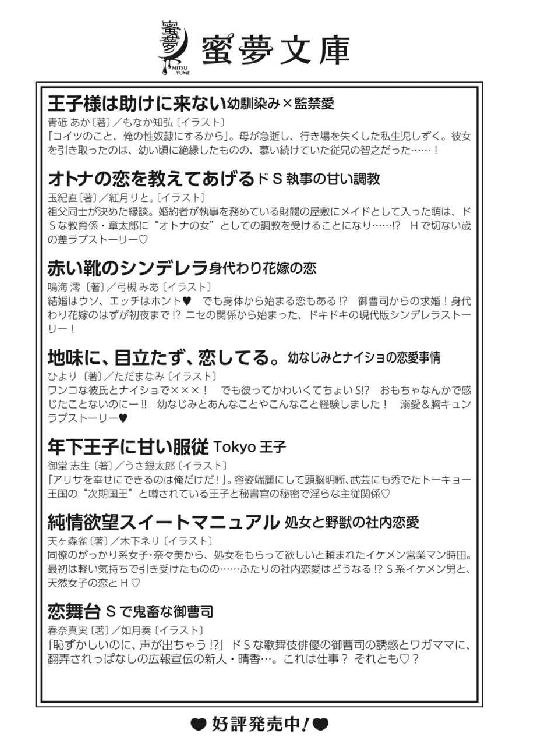 蜜夢
MITSU
YUME
蜜夢文庫
王子様は助けに来ない 幼馴染み×監禁愛
青砥 あか〔著〕／もなか知弘〔イラスト〕
「コイツのこと、俺の性奴隷にするから」。母が急逝し、行き場を失くした私生児しずく。彼女
を引き取ったのは、幼い頃に絶縁したものの、慕い続けていた従兄の智之だった……！
オトナの恋を教えてあげる ドS執事の甘い調教
玉紀直〔著〕／紅月りと。〔イラスト〕
祖父同士が決めた縁談。婚約者が執事を務めている財閥の屋敷にメイドとして入った萌は、ド
Sな教育係・章太郎に“オトナの女”としての調教を受けることになり……!? Hで切ない歳
の差ラブストーリー♡
赤い靴のシンデレラ 身代わり花嫁の恋
鳴海 澪〔著〕／弓槻 みあ〔イラスト〕
結婚はウソ、エッチはホント♥ でも身体から始まる恋もある!? 御曹司からの求婚！身代
わり花嫁のはずが初夜まで!? ニセの関係から始まった、ドキドキの現代版シンデレラストー
リー！
地味に、目立たず、恋してる。 幼なじみとナイショの恋愛事情
ひより〔著〕／ただまなみ〔イラスト〕
ワンコな彼氏とナイショで×××！ でも彼ってかわいくてちょいS!? おもちゃなんかで感
じたことないのにー!! 幼なじみとあんなことやこんなこと経験しました！ 溺愛＆胸キュン
ラブストーリー♥
年下王子に甘い服従 Tokyo 王子
御堂 志生〔著〕／うさ銀太郎〔イラスト〕
「アリサを幸せにできるのは俺だけだ！」。容姿端麗にして頭脳明晰、武芸にも秀でたトーキョー
王国の“次期国王”と噂されている王子と秘書官の秘密で淫らな主従関係♡
純情欲望スイートマニュアル 処女と野獣の社内恋愛
天ヶ森雀〔著〕／木下ネリ〔イラスト〕
同僚のがっかり系女子・奈々美から、処女をもらって欲しいと頼まれたイケメン営業マン時田。
最初は軽い気持ちで引き受けたものの……ふたりの社内恋愛はどうなる!? S系イケメン男と、
天然女子の恋とH♡
恋舞台 Sで鬼畜な御曹司
春奈真実〔著〕／如月奏〔イラスト〕
「恥ずかしいのに、声が出ちゃう!?」 ドSな歌舞伎俳優の御曹司の誘惑とワガママに、
翻弄されっぱなしの広報宣伝の新人・晴香…。これは仕事？ それとも♡？
♥好評発売中！♥